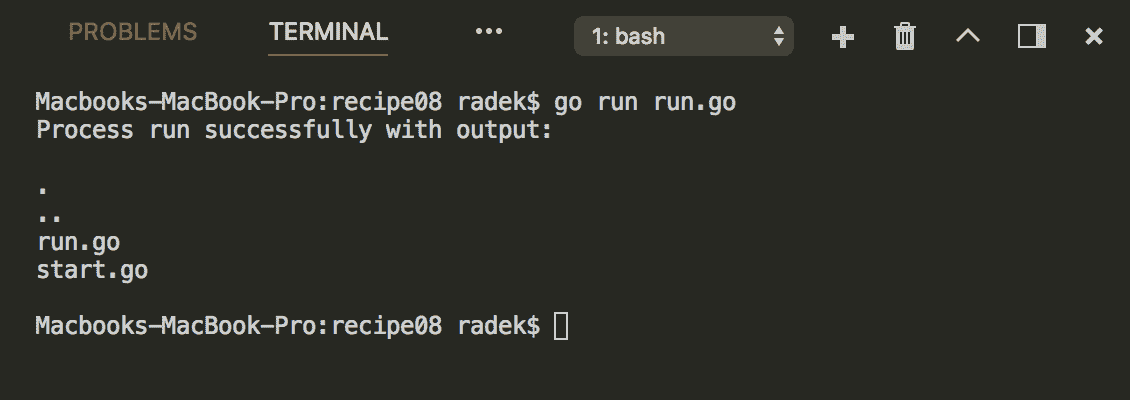 PROBLEMS TERMINAL ••• 1: bash
Macbooks-MacBook-Pro:recipe08 radek$ go run run.go
Process run successfully with output:
.
..
run.go
start.go
Macbooks-MacBook-Pro:recipe08 radek$